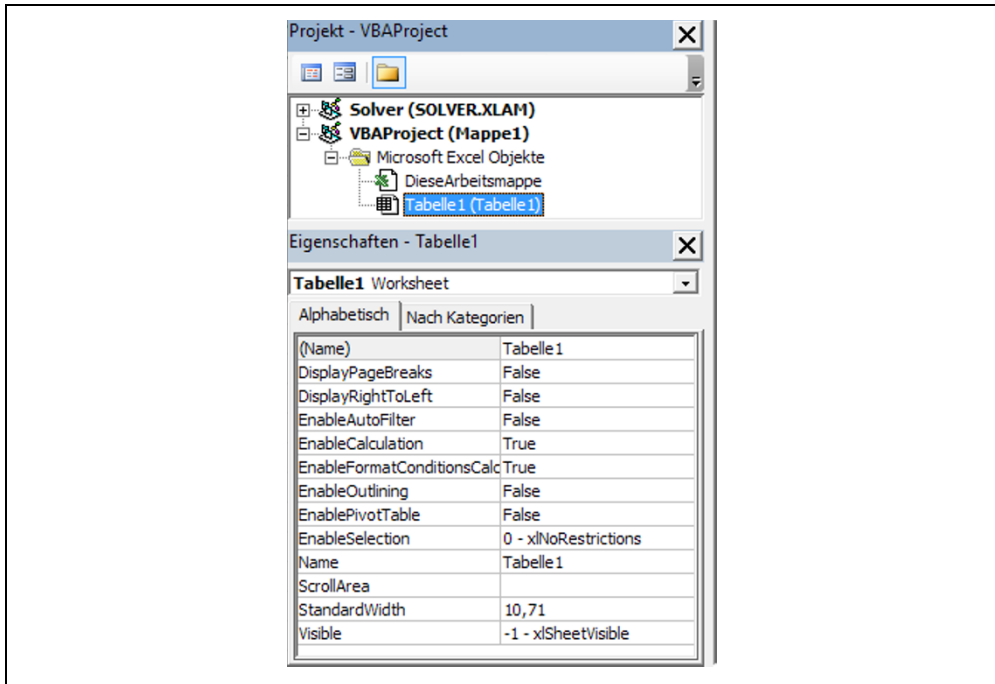 Projekt - VBAProject
Solver (SOLVER.XLAM)
VBAProject (Mappe1)
Microsoft Excel Objekte
DieseArbeitsmappe
Tabelle1 (Tabelle1)
Eigenschaften - Tabelle1
Tabelle1 Worksheet
Alphabetisch Nach Kategorien
(Name) Tabelle1
DisplayPageBreaks False
DisplayRightToLeft False
EnableAutoFilter False
EnableCalculation True
EnableFormatConditionsCalc True
EnableOutlining False
EnablePivotTable False
EnableSelection 0 - xlNoRestrictions
Name Tabelle1
ScrollArea
StandardWidth 10,71
Visible -1 - xlSheetVisible